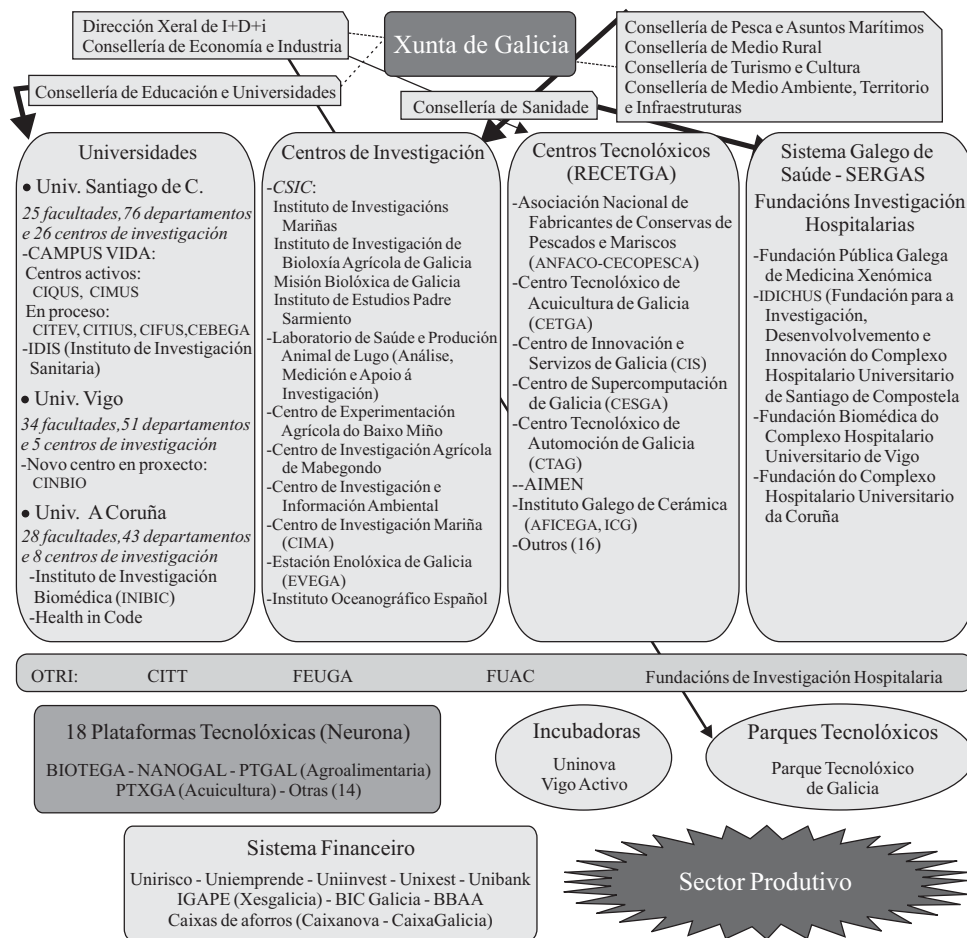 Dirección Xeral de I+D+i
Consellería de Economía e Industria
Xunta de Galicia
Consellería de Pesca e Asuntos Marítimos
Consellería de Medio Rural
Consellería de Turismo e Cultura
Consellería de Medio Ambiente, Territorio
e Infraestruturas
Consellería de Educación e Universidades
Consellería de Sanidade
Universidades
● Univ. Santiago de C.
25 facultades,76 departamentos
e 26 centros de investigación
-CAMPUS VIDA:
Centros activos:
CIQUS, CIMUS
En proceso:
CITEV, CITIUS, CIFUS,CEBEGA
-IDIS (Instituto de Investigación
Sanitaria)
● Univ. Vigo
34 facultades,51 departamentos
e 5 centros de investigación
-Novo centro en proxecto:
CINBIO
● Univ. A Coruña
28 facultades,43 departamentos
e 8 centros de investigación
-Instituto de Investigación
Biomédica (INIBIC)
-Health in Code
Centros de Investigación
-CSIC:
Instituto de Investigacións
Mariñas
Instituto de Investigación de
Bioloxía Agrícola de Galicia
Misión Biolóxica de Galicia
Instituto de Estudios Padre
Sarmiento
-Laboratorio de Saúde e Produción
Animal de Lugo (Análise,
Medición e Apoio á
Investigación)
-Centro de Experimentación
Agrícola do Baixo Miño
-Centro de Investigación Agrícola
de Mabegondo
-Centro de Investigación e
Información Ambiental
-Centro de Investigación Mariña
(CIMA)
-Estación Enolóxica de Galicia
(EVEGA)
-Instituto Oceanográfico Español
Centros Tecnolóxicos
(RECETGA)
-Asociación Nacional de
Fabricantes de Conservas de
Pescados e Mariscos
(ANFACO-CECOPESCA)
-Centro Tecnolóxico de
Acuicultura de Galicia
(CETGA)
-Centro de Innovación e
Servizos de Galicia (CIS)
-Centro de Supercomputación
de Galicia (CESGA)
-Centro Tecnolóxico de
Automoción de Galicia
(CTAG)
--AIMEN
-Instituto Galego de Cerámica
(AFICEGA, ICG)
-Outros (16)
Sistema Galego de
Saúde - SERGAS
Fundacións Investigación
Hospitalarias
-Fundación Pública Galega
de Medicina Xenómica
-IDICHUS (Fundación para a
Investigación,
Desenvolvolvemento e
Innovación do Complexo
Hospitalario Universitario
de Santiago de Compostela
-Fundación Biomédica do
Complexo Hospitalario
Universitario de Vigo
-Fundación do Complexo
Hospitalario Universitario
da Coruña
OTRI: CITT FEUGA FUAC Fundacións de Investigación Hospitalaria
18 Plataformas Tecnolóxicas (Neurona)
BIOTEGA - NANOGAL - PTGAL (Agroalimentaria)
PTXGA (Acuicultura) - Otras (14)
Incubadoras
Uninova
Vigo Activo
Parques Tecnolóxicos
Parque Tecnolóxico
de Galicia
Sistema Financeiro
Unirisco - Uniemprende - Uniinvest - Unixest - Unibank
IGAPE (Xesgalicia) - BIC Galicia - BBAA
Caixas de aforros (Caixanova - CaixaGalicia)
Sector Produtivo